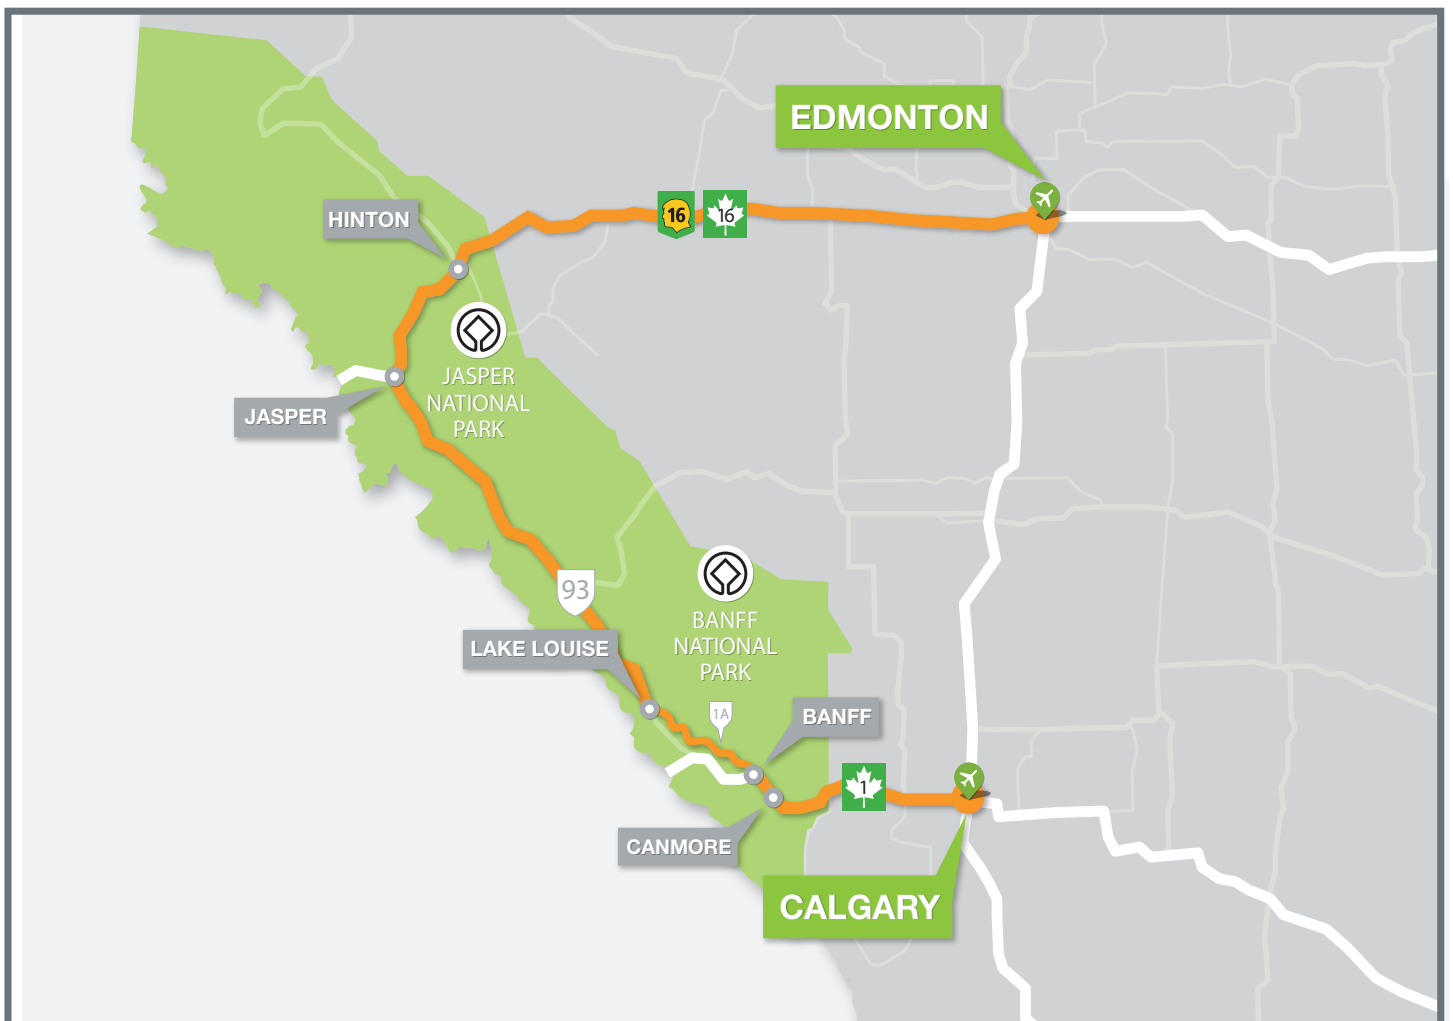 EDMONTON
HINTON
16
16
JASPER
NATIONAL
PARK
JASPER
93
BANFF
NATIONAL
PARK
LAKE LOUISE
1A
BANFF
1
CANMORE
CALGARY